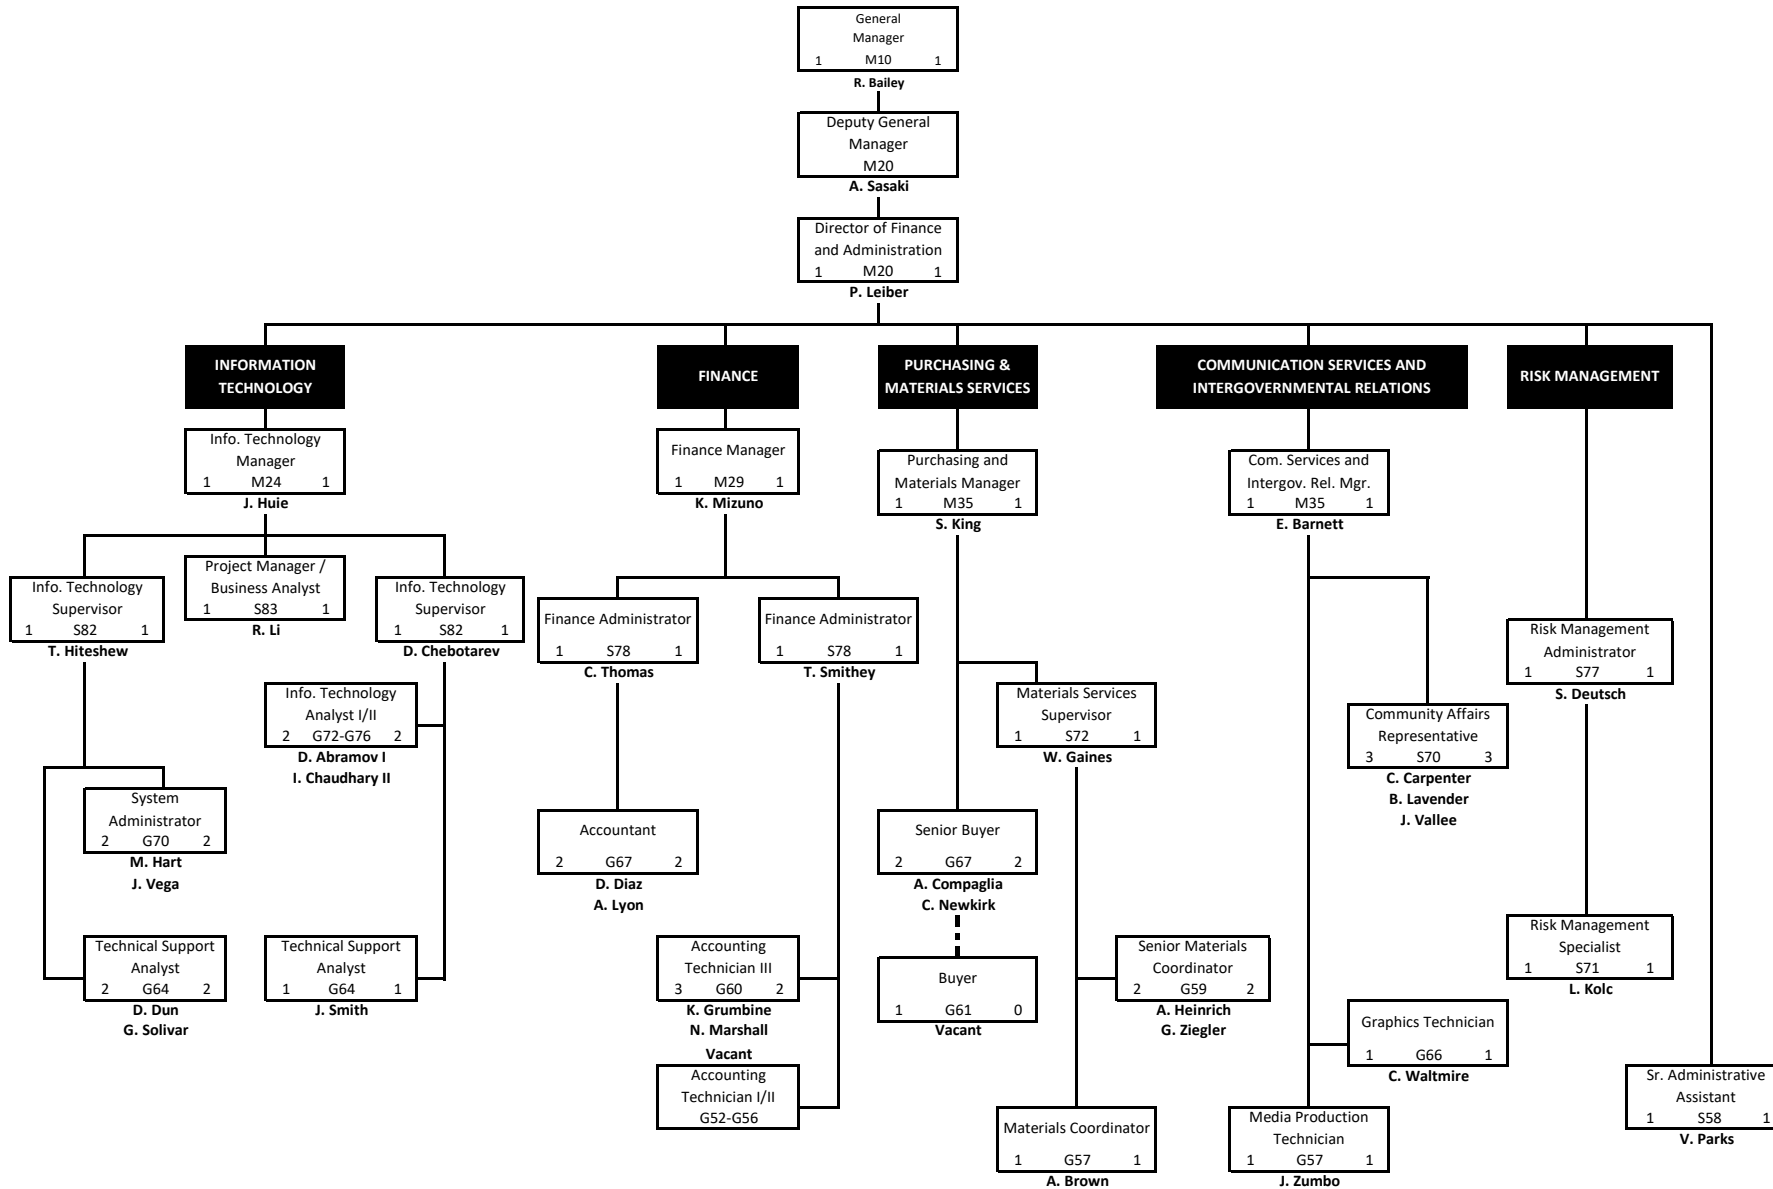 General
Manager
1 M10 1
R. Bailey
Deputy General
Manager
M20
A. Sasaki
Director of Finance
and Administration
1 M20 1
P. Leiber
INFORMATION
TECHNOLOGY
Info. Technology
Manager
1 M24 1
J. Huie
Info. Technology
Supervisor
1 S82 1
T. Hiteshew
Project Manager /
Business Analyst
1 S83 1
R. Li
Info. Technology
Supervisor
1 S82 1
D. Chebotarev
Info. Technology
Analyst I/II
2 G72-G76 2
D. Abramov I
I. Chaudhary II
System
Administrator
2 G70 2
M. Hart
J. Vega
Technical Support
Analyst
2 G64 2
D. Dun
G. Solivar
Technical Support
Analyst
1 G64 1
J. Smith
FINANCE
Finance Manager
1 M29 1
K. Mizuno
Finance Administrator
1 S78 1
C. Thomas
Finance Administrator
1 S78 1
T. Smithey
Accountant
2 G67 2
D. Diaz
A. Lyon
Accounting
Technician III
3 G60 2
K. Grumbine
N. Marshall
Vacant
Accounting
Technician I/II
G52-G56
PURCHASING &
MATERIALS SERVICES
Purchasing and
Materials Manager
1 M35 1
S. King
Materials Services
Supervisor
1 S72 1
W. Gaines
Senior Buyer
2 G67 2
A. Compaglia
C. Newkirk
Buyer
1 G61 0
Vacant
Senior Materials
Coordinator
2 G59 2
A. Heinrich
G. Ziegler
Materials Coordinator
1 G57 1
A. Brown
COMMUNICATION SERVICES AND
INTERGOVERNMENTAL RELATIONS
Com. Services and
Intergov. Rel. Mgr.
1 M35 1
E. Barnett
Community Affairs
Representative
3 S70 3
C. Carpenter
B. Lavender
J. Vallee
Graphics Technician
1 G66 1
C. Waltmire
Media Production
Technician
1 G57 1
J. Zumbo
RISK MANAGEMENT
Risk Management
Administrator
1 S77 1
S. Deutsch
Risk Management
Specialist
1 S71 1
L. Kolc
Sr. Administrative
Assistant
1 S58 1
V. Parks